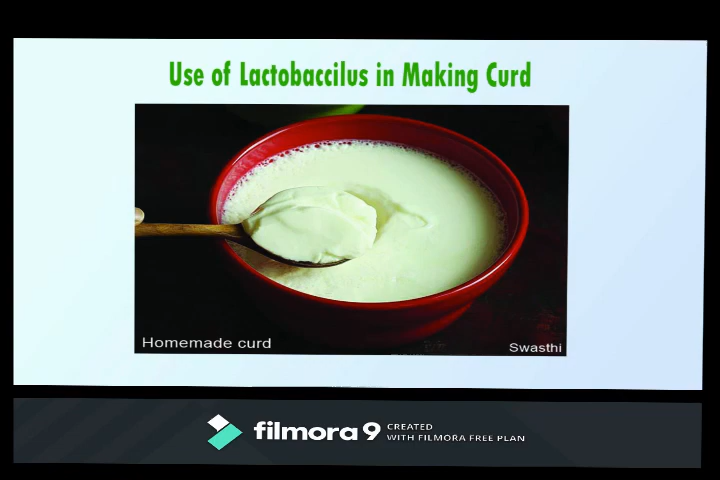 Use of Lactobaccilus in Making Curd
Homemade curd
Swasthi
filmora 9
CREATED
WITH FILMORA FREE PLAN